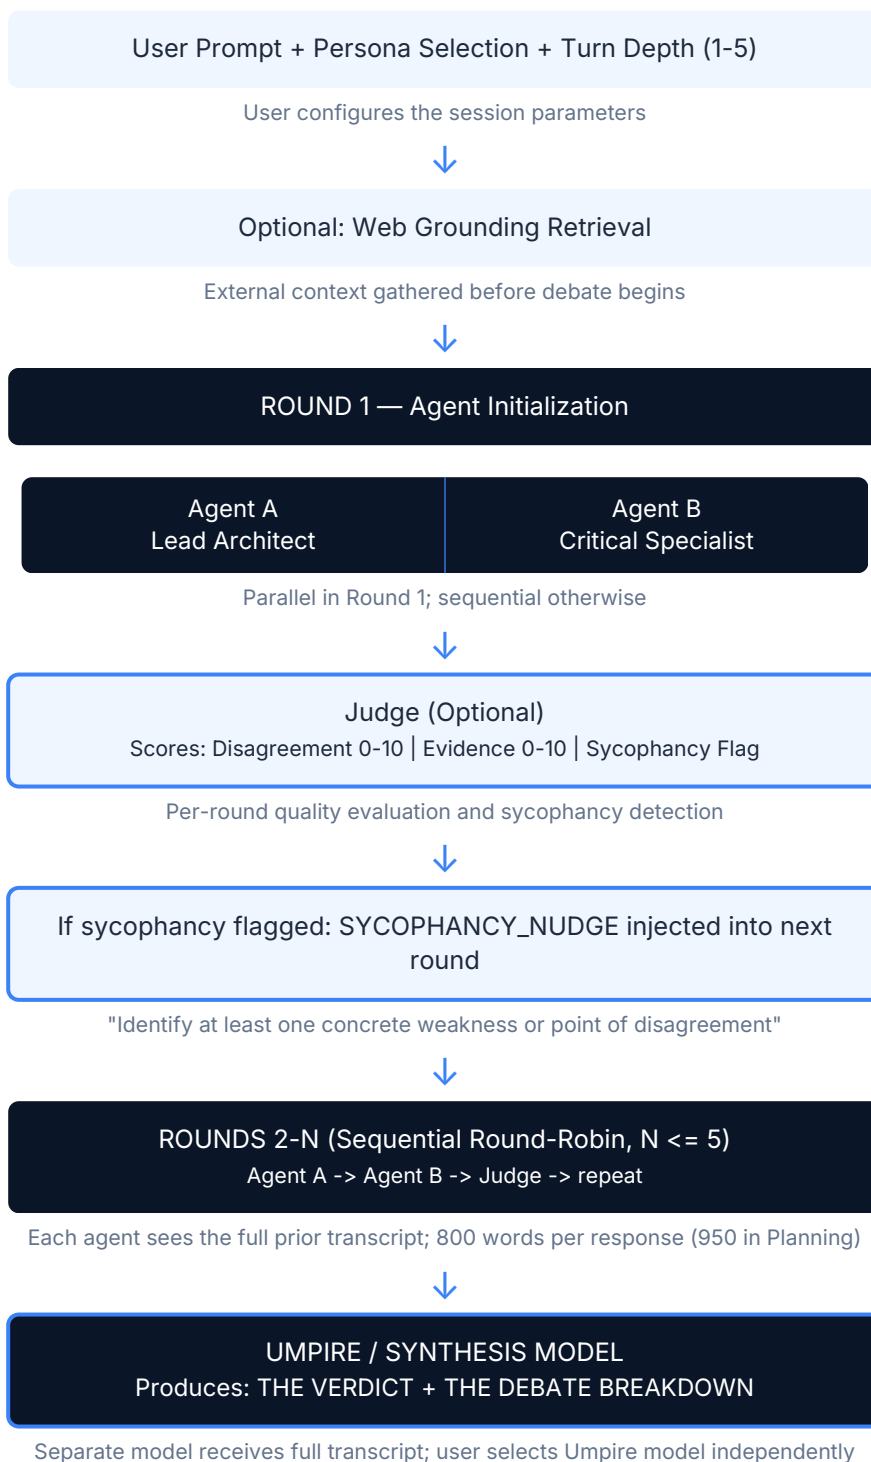 User Prompt + Persona Selection + Turn Depth (1-5)
User configures the session parameters
↓
Optional: Web Grounding Retrieval
External context gathered before debate begins
↓
ROUND 1 — Agent Initialization
Agent A
Lead Architect
Agent B
Critical Specialist
Parallel in Round 1; sequential otherwise
↓
Judge (Optional)
Scores: Disagreement 0-10 | Evidence 0-10 | Sycophancy Flag
Per-round quality evaluation and sycophancy detection
↓
If sycophancy flagged: SYCOPHANCY_NUDGE injected into next
round
"Identify at least one concrete weakness or point of disagreement"
↓
ROUNDS 2-N (Sequential Round-Robin, N <= 5)
Agent A -> Agent B -> Judge -> repeat
Each agent sees the full prior transcript; 800 words per response (950 in Planning)
↓
UMPIRE / SYNTHESIS MODEL
Produces: THE VERDICT + THE DEBATE BREAKDOWN
Separate model receives full transcript; user selects Umpire model independently